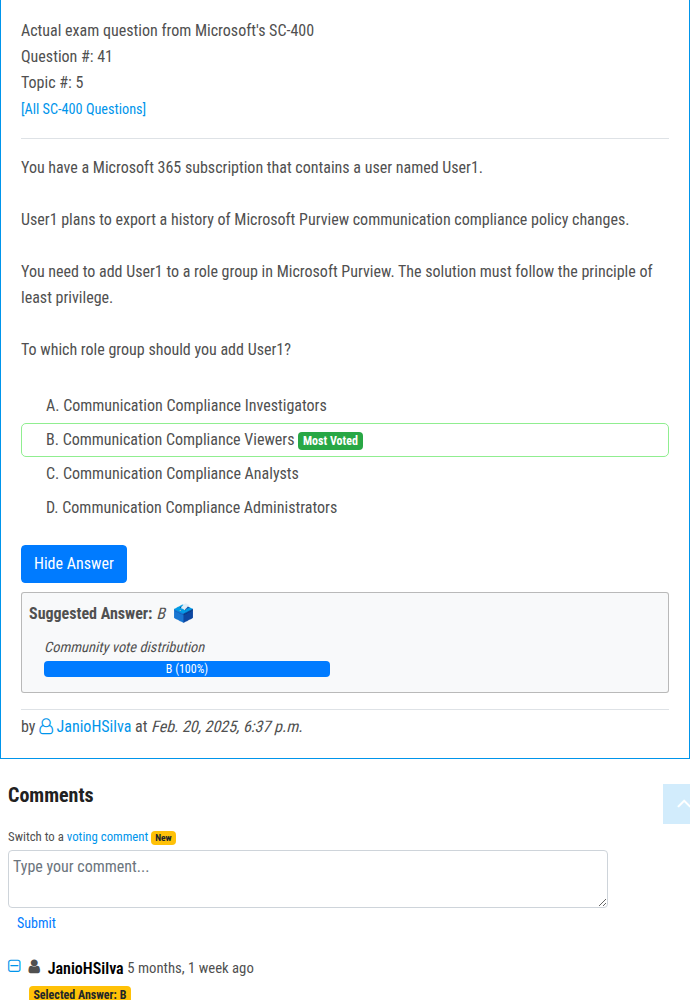 Actual exam question from Microsoft's SC-400
Question #: 41
Topic #: 5
[All SC-400 Questions]
You have a Microsoft 365 subscription that contains a user named User1.
User1 plans to export a history of Microsoft Purview communication compliance policy changes.
You need to add User1 to a role group in Microsoft Purview. The solution must follow the principle of
least privilege.
To which role group should you add User1?
A. Communication Compliance Investigators
B. Communication Compliance Viewers Most Voted
C. Communication Compliance Analysts
D. Communication Compliance Administrators
Hide Answer
Suggested Answer: B
Community vote distribution
B (100%)
by JanioHSilva at Feb. 20, 2025, 6:37 p.m.
Comments
Switch to a voting comment New
Type your comment...
Submit
JanioHSilva 5 months, 1 week ago
Selected Answer: B